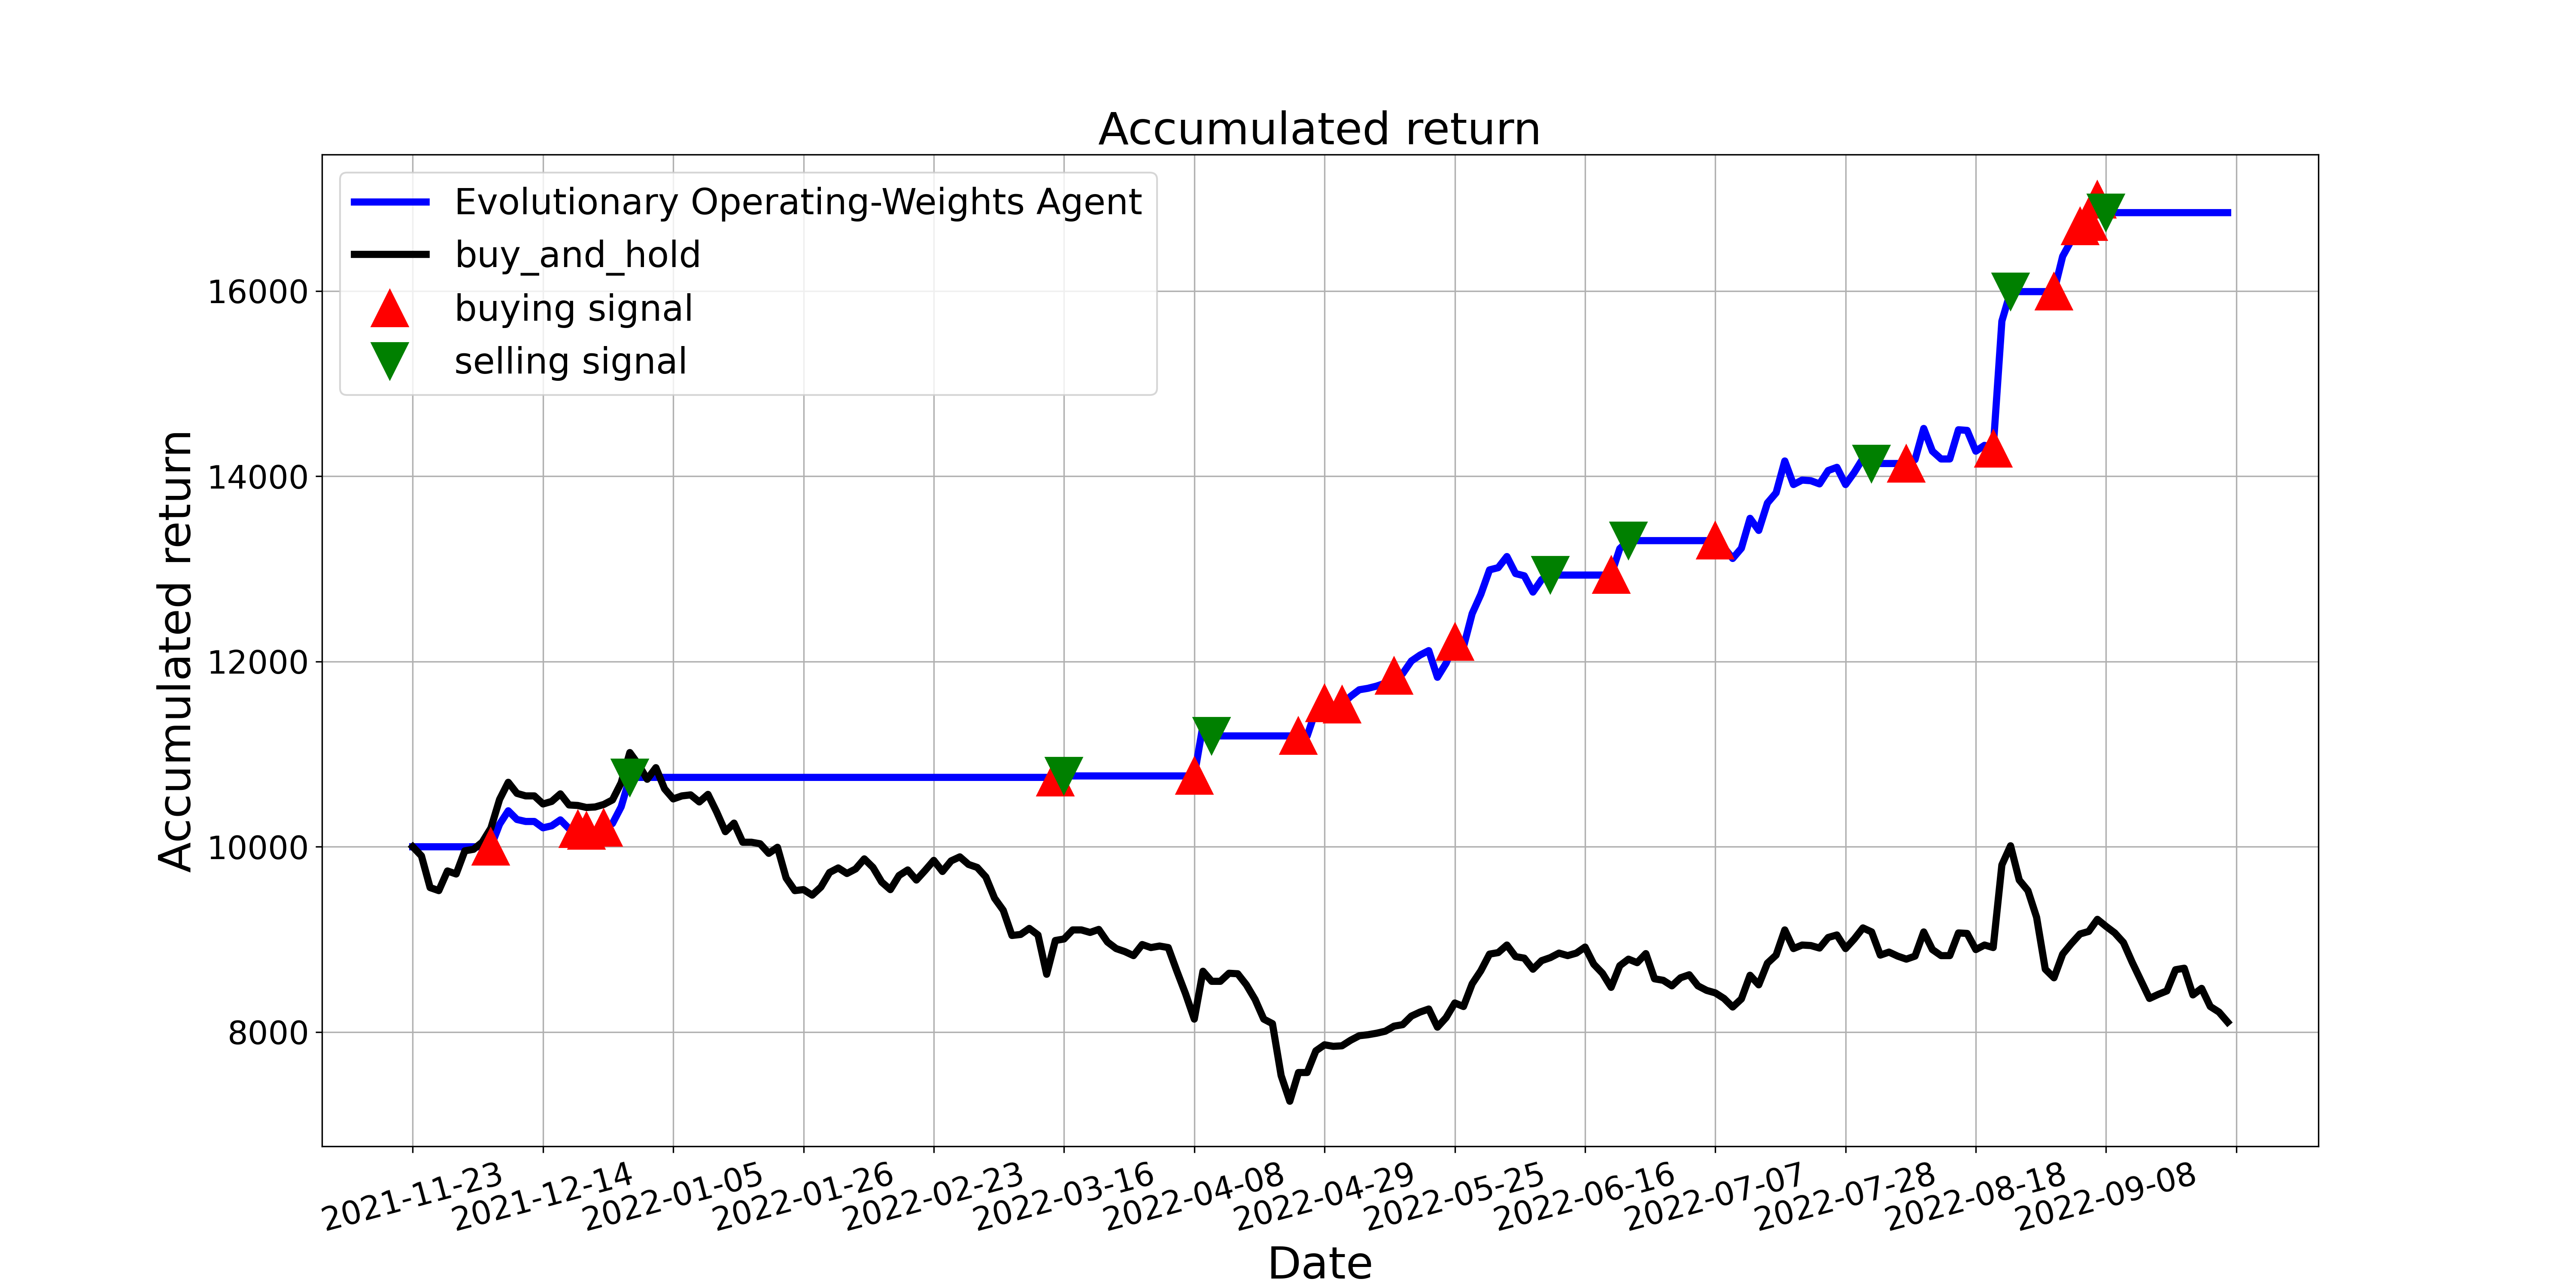 Accumulated return
Evolutionary Operating-Weights Agent
buy_and_hold
buying signal
selling signal
Accumulated return
16000
14000
12000
10000
8000
2021-11-23
2021-12-14
2022-01-05
2022-01-26
2022-02-23
2022-03-16
2022-04-08
2022-04-29
2022-05-25
2022-06-16
2022-07-07
2022-07-28
2022-08-18
2022-09-08
Date